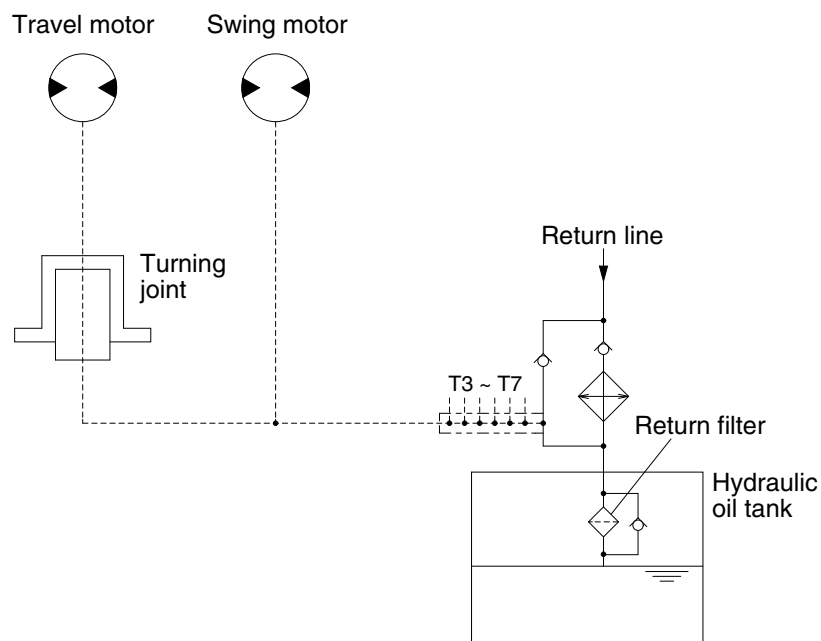 Travel motor
Swing motor
Turning
joint
Return line
T3 ~ T7
Return filter
Hydraulic
oil tank